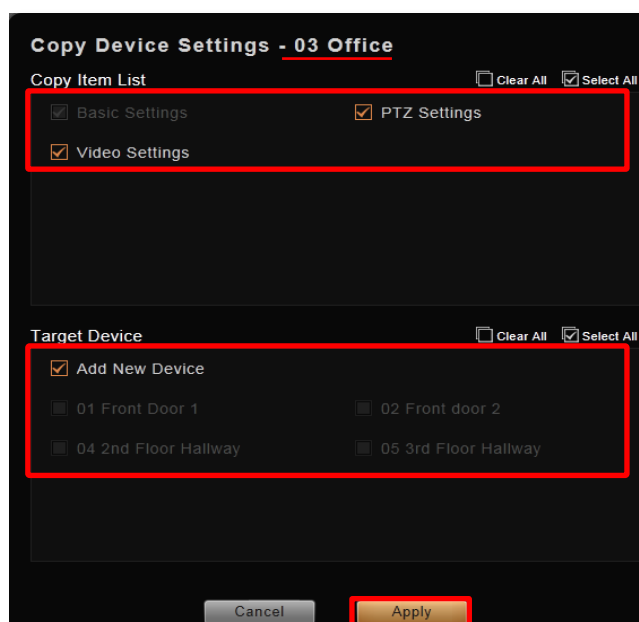 Copy Device Settings - 03 Office
Copy Item List Clear All Select All
Basic Settings PTZ Settings
Video Settings
Target Device Clear All Select All
Add New Device
01 Front Door 1 02 Front door 2
04 2nd Floor Hallway 05 3rd Floor Hallway
Cancel Apply